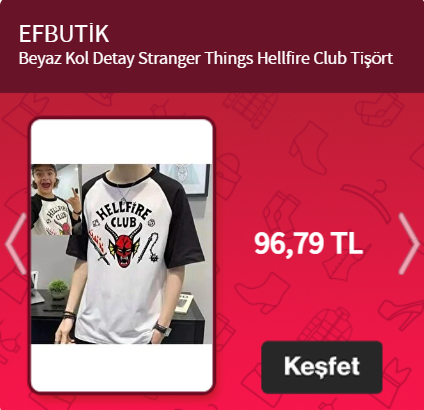 EFBUTİK
Beyaz Kol Detay Stranger Things Hellfire Club Tişört
HELLFIRE
CLUB
96,79 TL
Keşfet